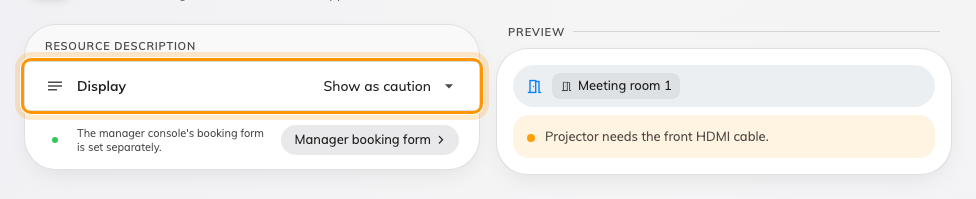 RESOURCE DESCRIPTION
Display
Show as caution
The manager console's booking form
is set separately.
Manager booking form
PREVIEW
Meeting room 1
Projector needs the front HDMI cable.